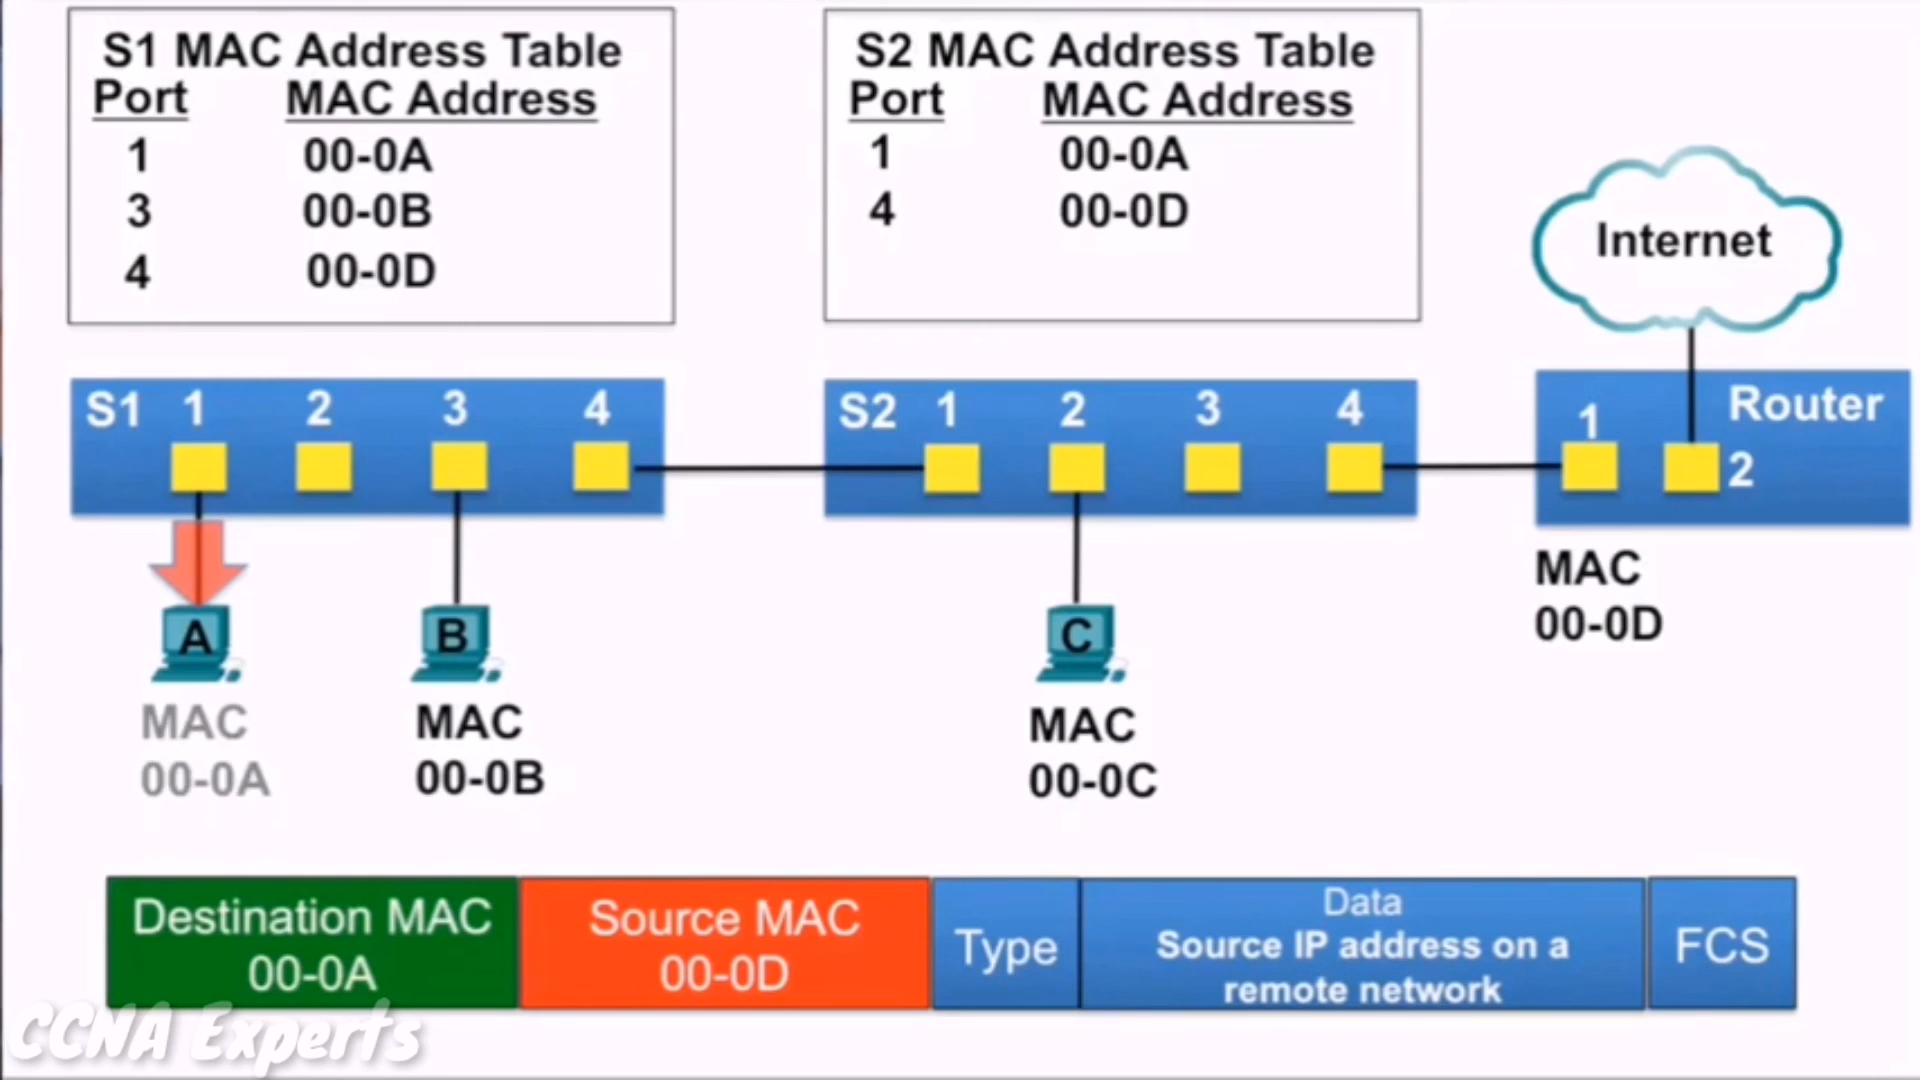 S1 MAC Address Table
Port MAC Address
1 00-0A
3 00-0B
4 00-0D
S2 MAC Address Table
Port MAC Address
1 00-0A
4 00-0D
Internet
S1 1 2 3 4
S2 1 2 3 4
Router
1
2
MAC
00-0D
A
B
C
MAC
00-0A
MAC
00-0B
MAC
00-0C
Destination MAC
00-0A
Source MAC
00-0D
Type
Data
Source IP address on a
remote network
FCS
CCNA Experts